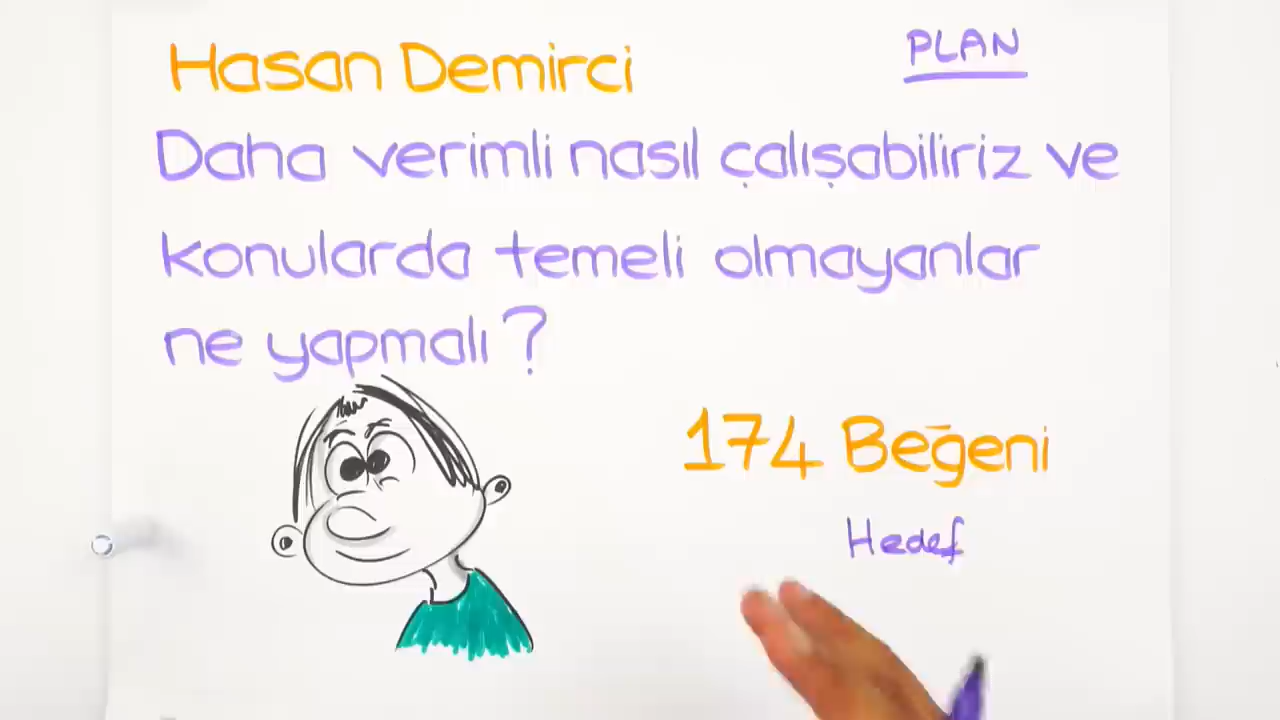 Hasan Demirci
PLAN
Daha verimli nasıl çalışabiliriz ve
konularda temeli olmayanlar
ne yapmalı?
174 Beğeni
Hedef